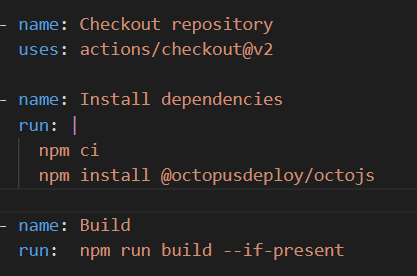 - name: Checkout repository
  uses: actions/checkout@v2

- name: Install dependencies
  run: |
    npm ci
    npm install @octopusdeploy/octojs

- name: Build
  run:  npm run build --if-present